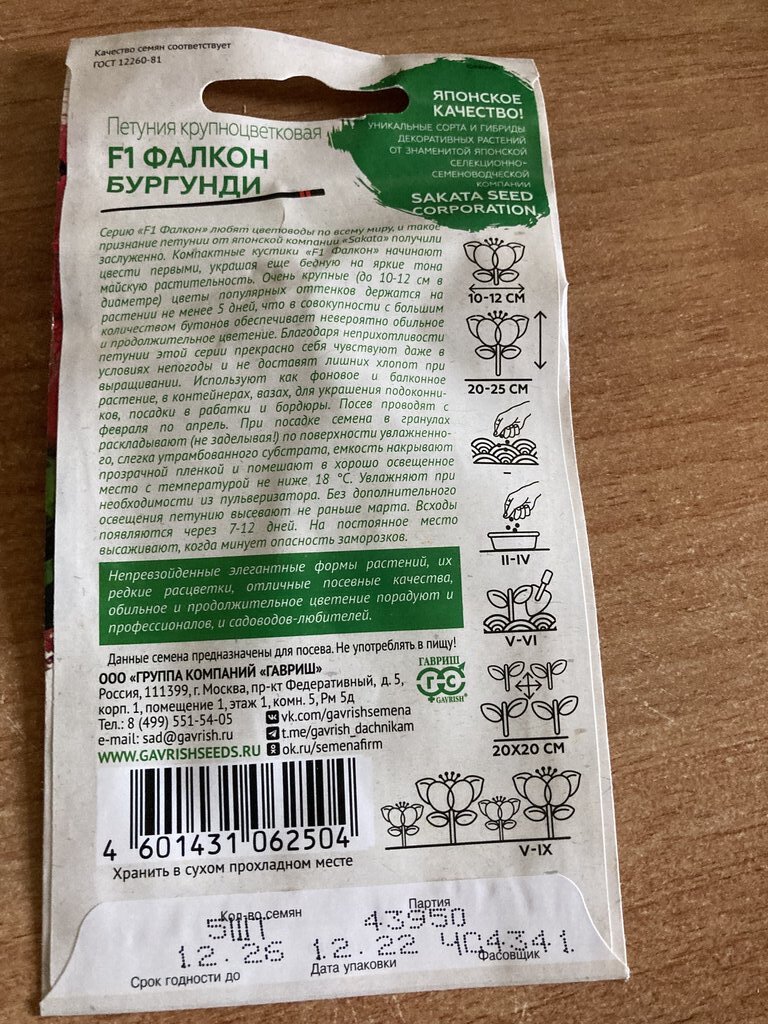 Качество семян соответствует
ГОСТ 12260-81
Петуния крупноцветковая
F1 ФАЛКОН
БУРГУНДИ
ЯПОНСКОЕ
КАЧЕСТВО!
УНИКАЛЬНЫЕ СОРТА И ГИБРИДЫ
ДЕКОРАТИВНЫХ РАСТЕНИЙ
ОТ ЗНАМЕНИТОЙ ЯПОНСКОЙ
СЕЛЕКЦИОННО-
СЕМЕНОВОДЧЕСКОЙ
КОМПАНИИ
SAKATA SEED
CORPORATION
Серию «F1 Фалкон» любят цветоводы по всему миру, и такое
признание петунии от японской компании «Sakata» получили
заслуженно. Компактные кустики «F1 Фалкон» начинают
цвести первыми, украшая еще бедную на яркие тона
майскую растительность. Очень крупные (до 10-12 см в
диаметре) цветы популярных оттенков держатся на
растении не менее 5 дней, что в совокупности с большим
количеством бутонов обеспечивает невероятно обильное
и продолжительное цветение. Благодаря неприхотливости
петунии этой серии прекрасно себя чувствуют даже в
условиях непогоды и не доставят лишних хлопот при
выращивании. Используют как фоновое и балконное
растение, в контейнерах, вазах, для украшения подоконни-
ков, посадки в рабатки и бордюры. Посев проводят с
февраля по апрель. При посадке семена в гранулах
раскладывают (не заделывая!) по поверхности увлажненно-
го, слегка утрамбованного субстрата, емкость накрывают
прозрачной пленкой и помещают в хорошо освещенное
место с температурой не ниже 18 °С. Увлажняют при
необходимости из пульверизатора. Без дополнительного
освещения петунию высевают не раньше марта. Всходы
появляются через 7-12 дней. На постоянное место
высаживают, когда минует опасность заморозков.
10-12 СМ
20-25 СМ
–
II-IV
V-VI
20X20 СМ
V-IX
Непревзойденные элегантные формы растений, их
редкие расцветки, отличные посевные качества,
обильное и продолжительное цветение порадуют и
профессионалов, и садоводов-любителей.
Данные семена предназначены для посева. Не употреблять в пищу!
ООО «ГРУППА КОМПАНИЙ «ГАВРИШ»
Россия, 111399, г. Москва, пр-кт Федеративный, д. 5,
корп. 1, помещение 1, этаж 1, комн. 5, Рм 5д
Тел.: 8 (499) 551-54-05
e-mail: sad@gavrish.ru
WWW.GAVRISHSEEDS.RU
vk.com/gavrishsemena
t.me/gavrish_dachnikam
ok.ru/semenafirm
ГАВРИШ
GAVRISH®
4 601431 062504
Хранить в сухом прохладном месте
Кол-во семян
5ШТ
Партия
43950
12.26
12.22
404341.
Срок годности до
Дата упаковки
Фасовщик